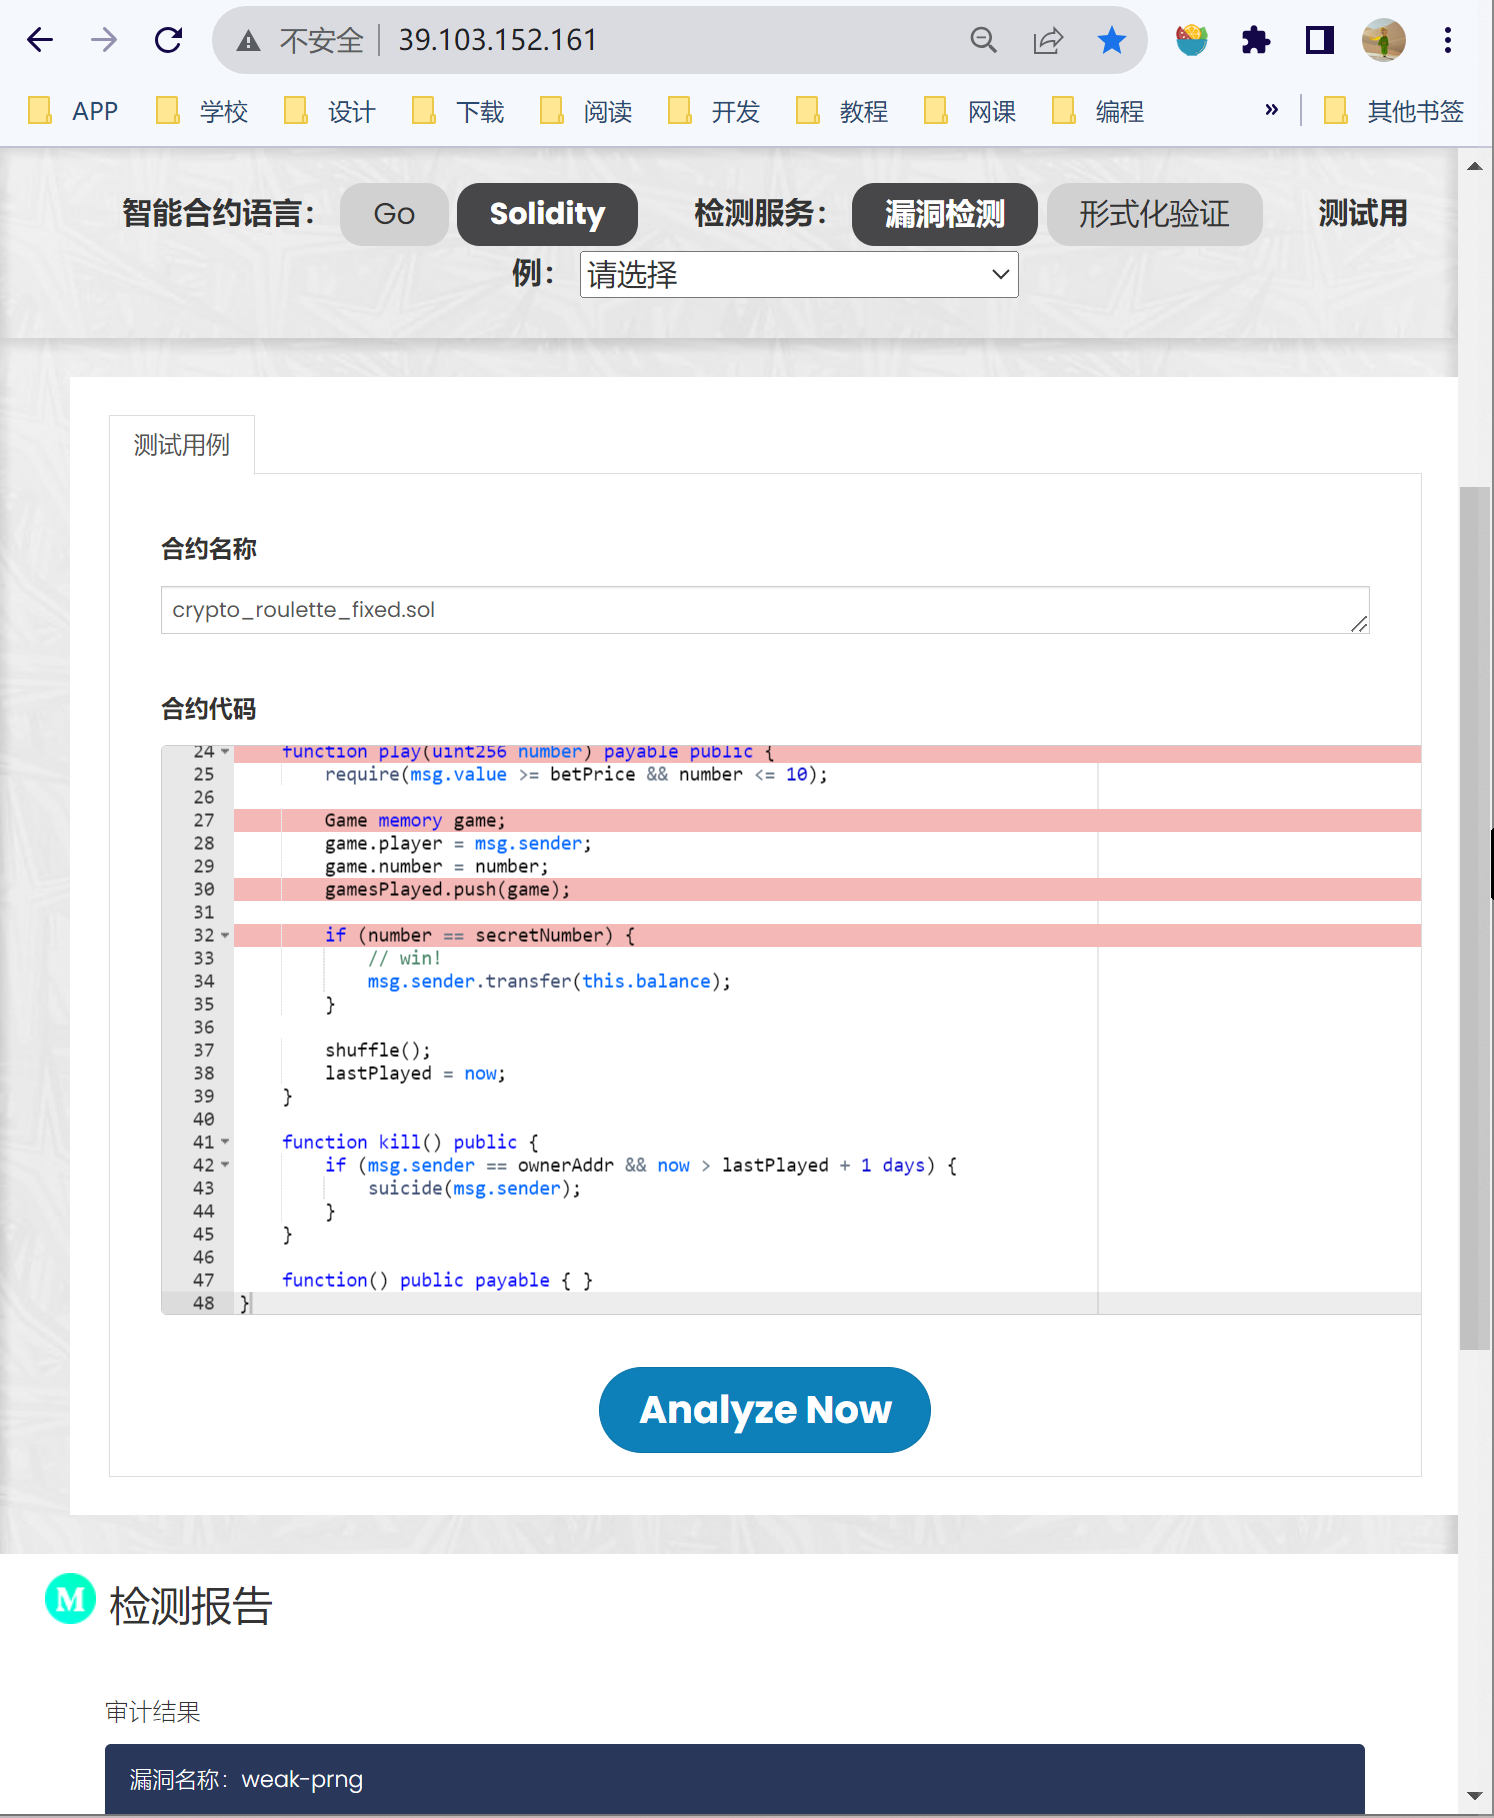 不安全 39.103.152.161
APP 学校 设计 下载 阅读 开发 教程 网课 编程 » 其他书签
智能合约语言： Go Solidity 检测服务： 漏洞检测 形式化验证 测试用
例： 请选择
测试用例
合约名称
crypto_roulette_fixed.sol
合约代码
24 function play(uint256 number) payable public {
25 require(msg.value >= betPrice && number <= 10);
26
27 Game memory game;
28 game.player = msg.sender;
29 game.number = number;
30 gamesPlayed.push(game);
31
32 if (number == secretNumber) {
33 // win!
34 msg.sender.transfer(this.balance);
35 }
36
37 shuffle();
38 lastPlayed = now;
39 }
40
41 function kill() public {
42 if (msg.sender == ownerAddr && now > lastPlayed + 1 days) {
43 suicide(msg.sender);
44 }
45 }
46
47 function() public payable { }
48 }
Analyze Now
M 检测报告
审计结果
漏洞名称：weak-prng